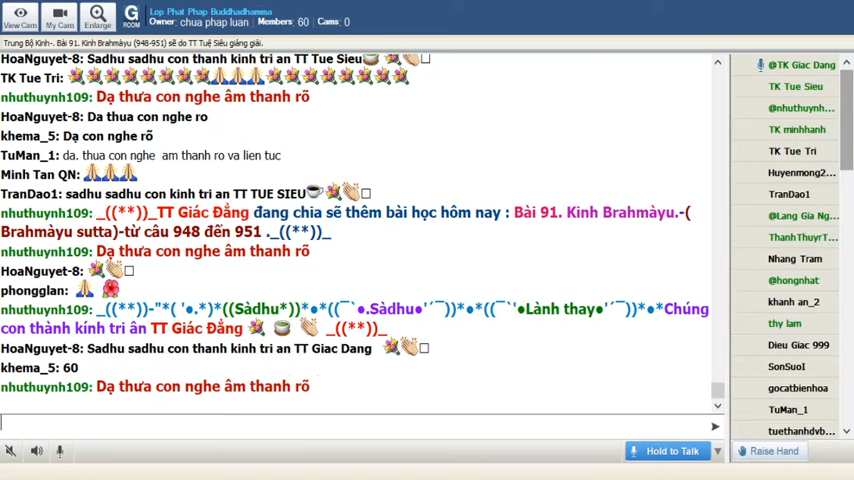 View Cam
My Cam
Enlarge
G
ROOM
Lop Phat Phap Buddhadhamma
Owner: chua phap luan Members: 60 Cams: 0
Trung Bộ Kinh-. Bài 91. Kinh Brahmàyu (948-951) sẽ do TT Tuệ Siêu giảng giải.
HoaNguyet-8: Sadhu sadhu con thanh kinh tri an TT Tue Sieu
TK Tue Tri:
nhuthuynh109: Dạ thưa con nghe âm thanh rõ
HoaNguyet-8: Da thua con nghe ro
khema_5: Dạ con nghe rõ
TuMan_1: da. thua con nghe am thanh ro va lien tuc
Minh Tan QN:
TranDao1: sadhu sadhu con kinh tri an TT TUE SIEU
nhuthuynh109: _((**))_TT Giác Đẳng đang chia sẽ thêm bài học hôm nay : Bài 91. Kinh Brahmàyu.-(
Brahmàyu sutta)-từ câu 948 đến 951 ._((**))_
nhuthuynh109: Dạ thưa con nghe âm thanh rõ
HoaNguyet-8:
phongglan:
nhuthuynh109: _((**))-"*( '•.*)*((Sàdhu*))*•*((¯`•.Sàdhu•'´¯))*•*((¯`'•Lành thay•'´¯))*•*Chúng
con thành kính tri ân TT Giác Đẳng _((**))_
HoaNguyet-8: Sadhu sadhu con thanh kinh tri an TT Giac Dang
khema_5: 60
nhuthuynh109: Dạ thưa con nghe âm thanh rõ
Hold to Talk
Raise Hand
@TK Giac Dang
TK Tue Sieu
@nhuthuynh...
TK minhhanh
TK Tue Tri
Huyenmong2...
TranDao1
@Lang Gia Ng...
ThanhThuyrT...
Nhang Tram
@hongnhat
khanh an_2
thy lam
Dieu Giac 999
SonSuoI
gocatbienhoa
TuMan_1
tuethanhdvb...